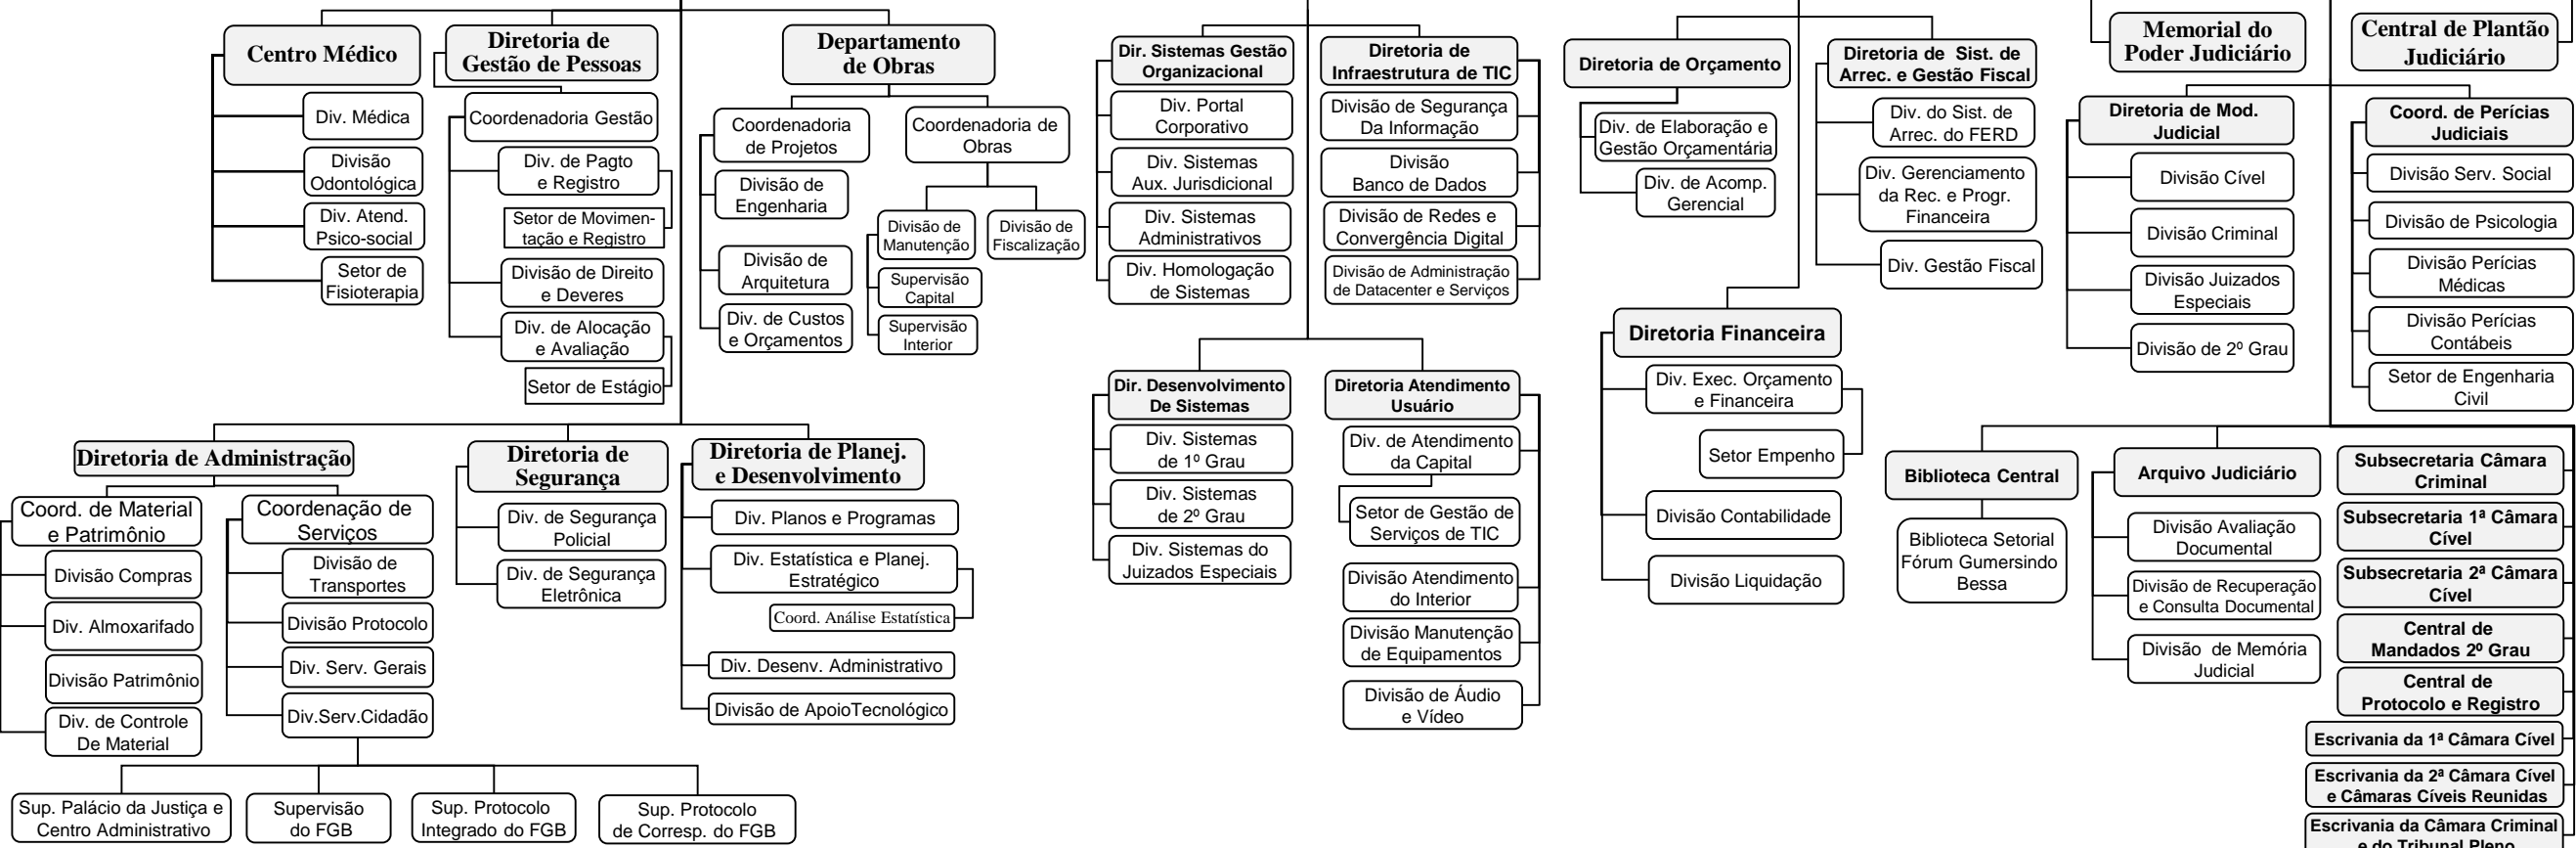 Centro Médico
Div. Médica
Divisão
Odontológica
Div. Atend.
Psico-social
Setor de
Fisioterapia
Diretoria de
Gestão de Pessoas
Coordenadoria Gestão
Div. de Pagto
e Registro
Setor de Movimen-
tação e Registro
Divisão de Direito
e Deveres
Div. de Alocação
e Avaliação
Setor de Estágio
Departamento
de Obras
Coordenadoria
de Projetos
Divisão de
Engenharia
Divisão de
Arquitetura
Div. de Custos
e Orçamentos
Coordenadoria de
Obras
Divisão de
Manutenção
Supervisão
Capital
Supervisão
Interior
Divisão de
Fiscalização
Diretoria de Administração
Coord. de Material
e Patrimônio
Divisão Compras
Div. Almoxarifado
Divisão Patrimônio
Div. de Controle
De Material
Coordenação de
Serviços
Divisão de
Transportes
Divisão Protocolo
Div. Serv. Gerais
Div.Serv.Cidadão
Sup. Palácio da Justiça e
Centro Administrativo
Supervisão
do FGB
Sup. Protocolo
Integrado do FGB
Sup. Protocolo
de Corresp. do FGB
Diretoria de
Segurança
Div. de Segurança
Policial
Div. de Segurança
Eletrônica
Diretoria de Planej.
e Desenvolvimento
Div. Planos e Programas
Div. Estatística e Planej.
Estratégico
Coord. Análise Estatística
Div. Desenv. Administrativo
Divisão de ApoioTecnológico
Dir. Sistemas Gestão
Organizacional
Div. Portal
Corporativo
Div. Sistemas
Aux. Jurisdicional
Div. Sistemas
Administrativos
Div. Homologação
de Sistemas
Diretoria de
Infraestrutura de TIC
Divisão de Segurança
Da Informação
Divisão
Banco de Dados
Divisão de Redes e
Convergência Digital
Divisão de Administração
de Datacenter e Serviços
Dir. Desenvolvimento
De Sistemas
Div. Sistemas
de 1º Grau
Div. Sistemas
de 2º Grau
Div. Sistemas do
Juizados Especiais
Diretoria Atendimento
Usuário
Div. de Atendimento
da Capital
Setor de Gestão de
Serviços de TIC
Divisão Atendimento
do Interior
Divisão Manutenção
de Equipamentos
Divisão de Áudio
e Vídeo
Diretoria de Orçamento
Div. de Elaboração e
Gestão Orçamentária
Div. de Acomp.
Gerencial
Diretoria de Sist. de
Arrec. e Gestão Fiscal
Div. do Sist. de
Arrec. do FERD
Div. Gerenciamento
da Rec. e Progr.
Financeira
Div. Gestão Fiscal
Diretoria Financeira
Div. Exec. Orçamento
e Financeira
Setor Empenho
Divisão Contabilidade
Divisão Liquidação
Memorial do
Poder Judiciário
Central de Plantão
Judiciário
Diretoria de Mod.
Judicial
Divisão Cível
Divisão Criminal
Divisão Juizados
Especiais
Divisão de 2º Grau
Coord. de Perícias
Judiciais
Divisão Serv. Social
Divisão de Psicologia
Divisão Perícias
Médicas
Divisão Perícias
Contábeis
Setor de Engenharia
Civil
Biblioteca Central
Biblioteca Setorial
Fórum Gumersindo
Bessa
Arquivo Judiciário
Divisão Avaliação
Documental
Divisão de Recuperação
e Consulta Documental
Divisão de Memória
Judicial
Subsecretaria Câmara
Criminal
Subsecretaria 1ª Câmara
Cível
Subsecretaria 2ª Câmara
Cível
Central de
Mandados 2º Grau
Central de
Protocolo e Registro
Escrivania da 1ª Câmara Cível
Escrivania da 2ª Câmara Cível
e Câmaras Cíveis Reunidas
Escrivania da Câmara Criminal
e do Tribunal Pleno